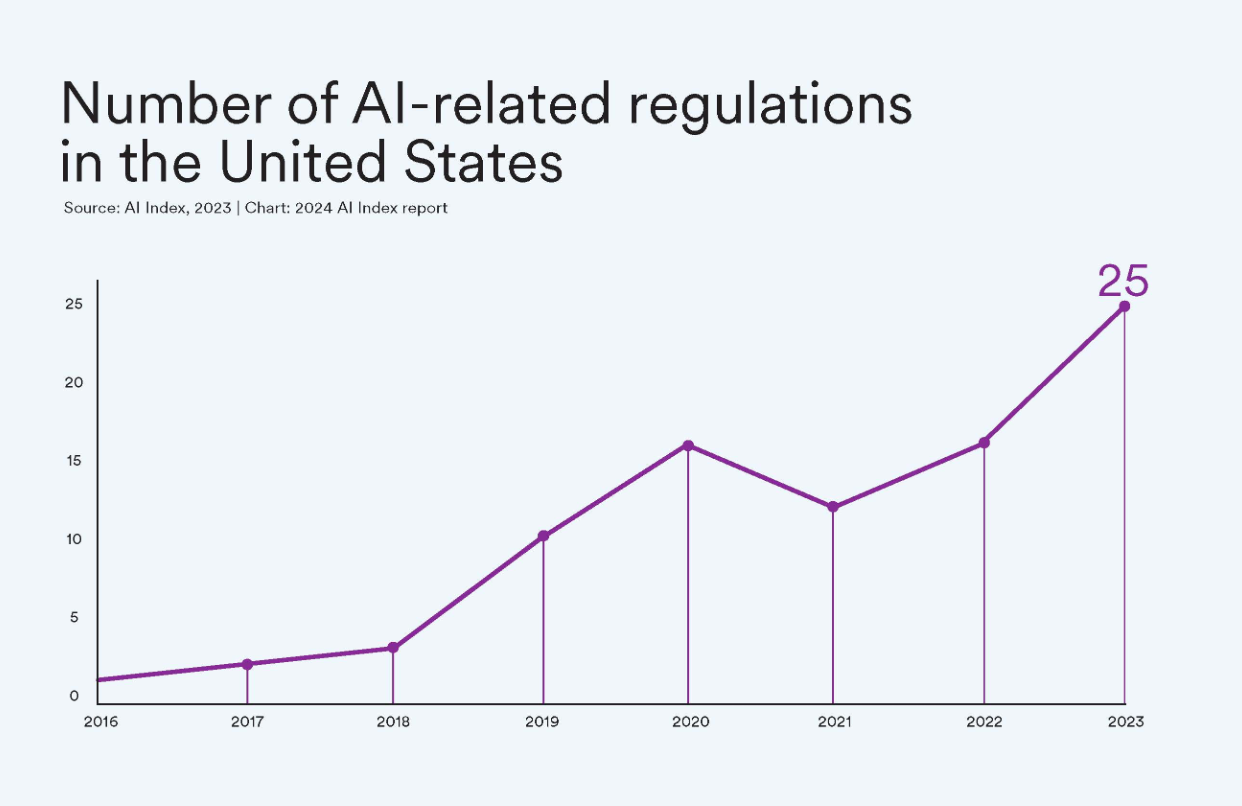 Number of AI-related regulations
in the United States
Source: AI Index, 2023 | Chart: 2024 AI Index report
25
25
20
15
10
5
0
2016 2017 2018 2019 2020 2021 2022 2023